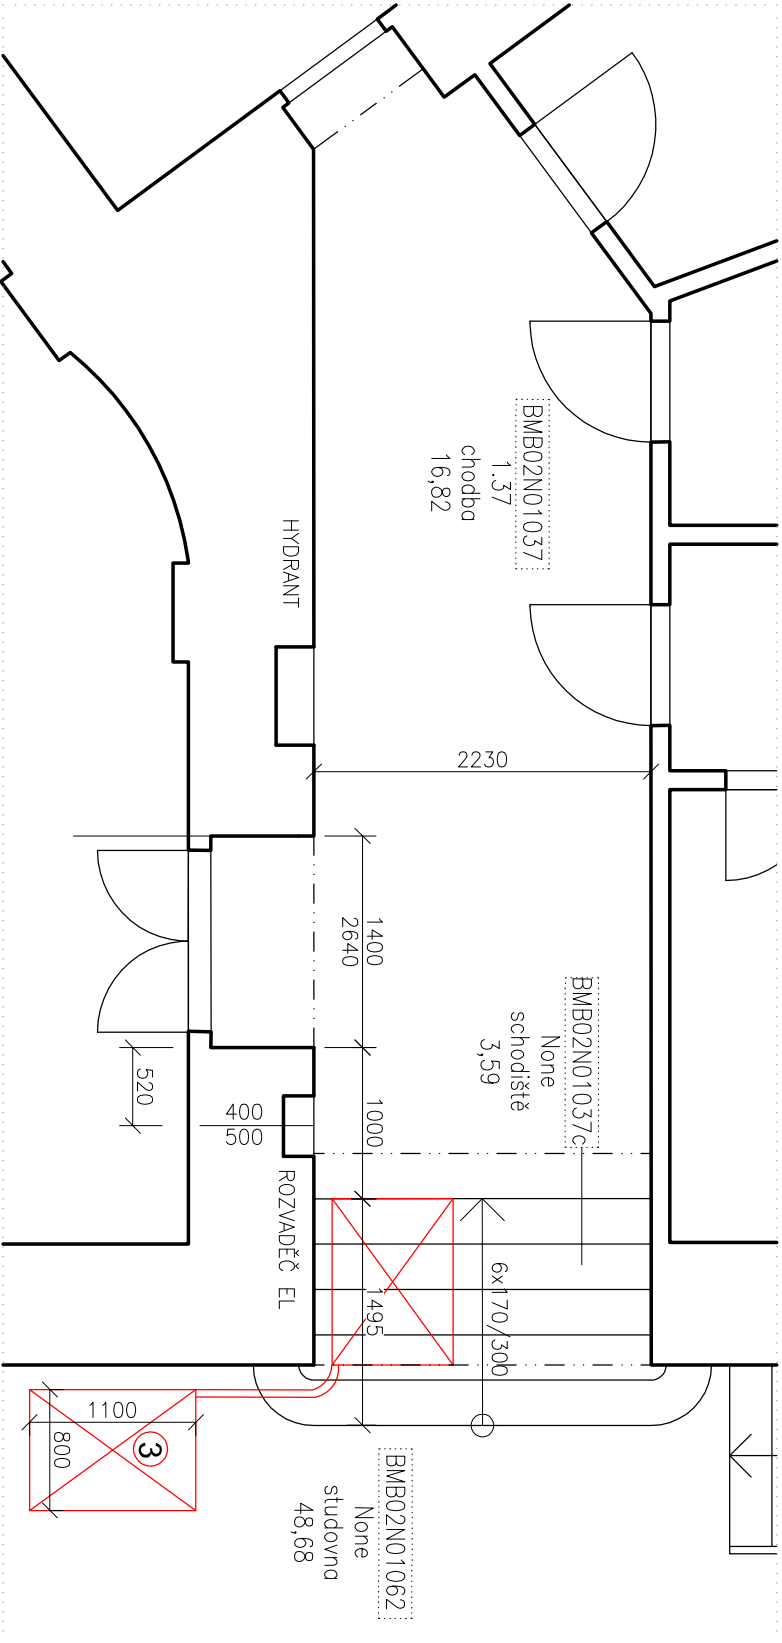 BMB02N01037
1.37
chodba
16,82
HYDRANT
2230
1400
2640
BMB02N01037c
None
schodiště
3,59
520
400
500
1000
ROZVADĚČ EL
1495
6x170/300
1100
800
3
BMB02N01062
None
studovna
48,68